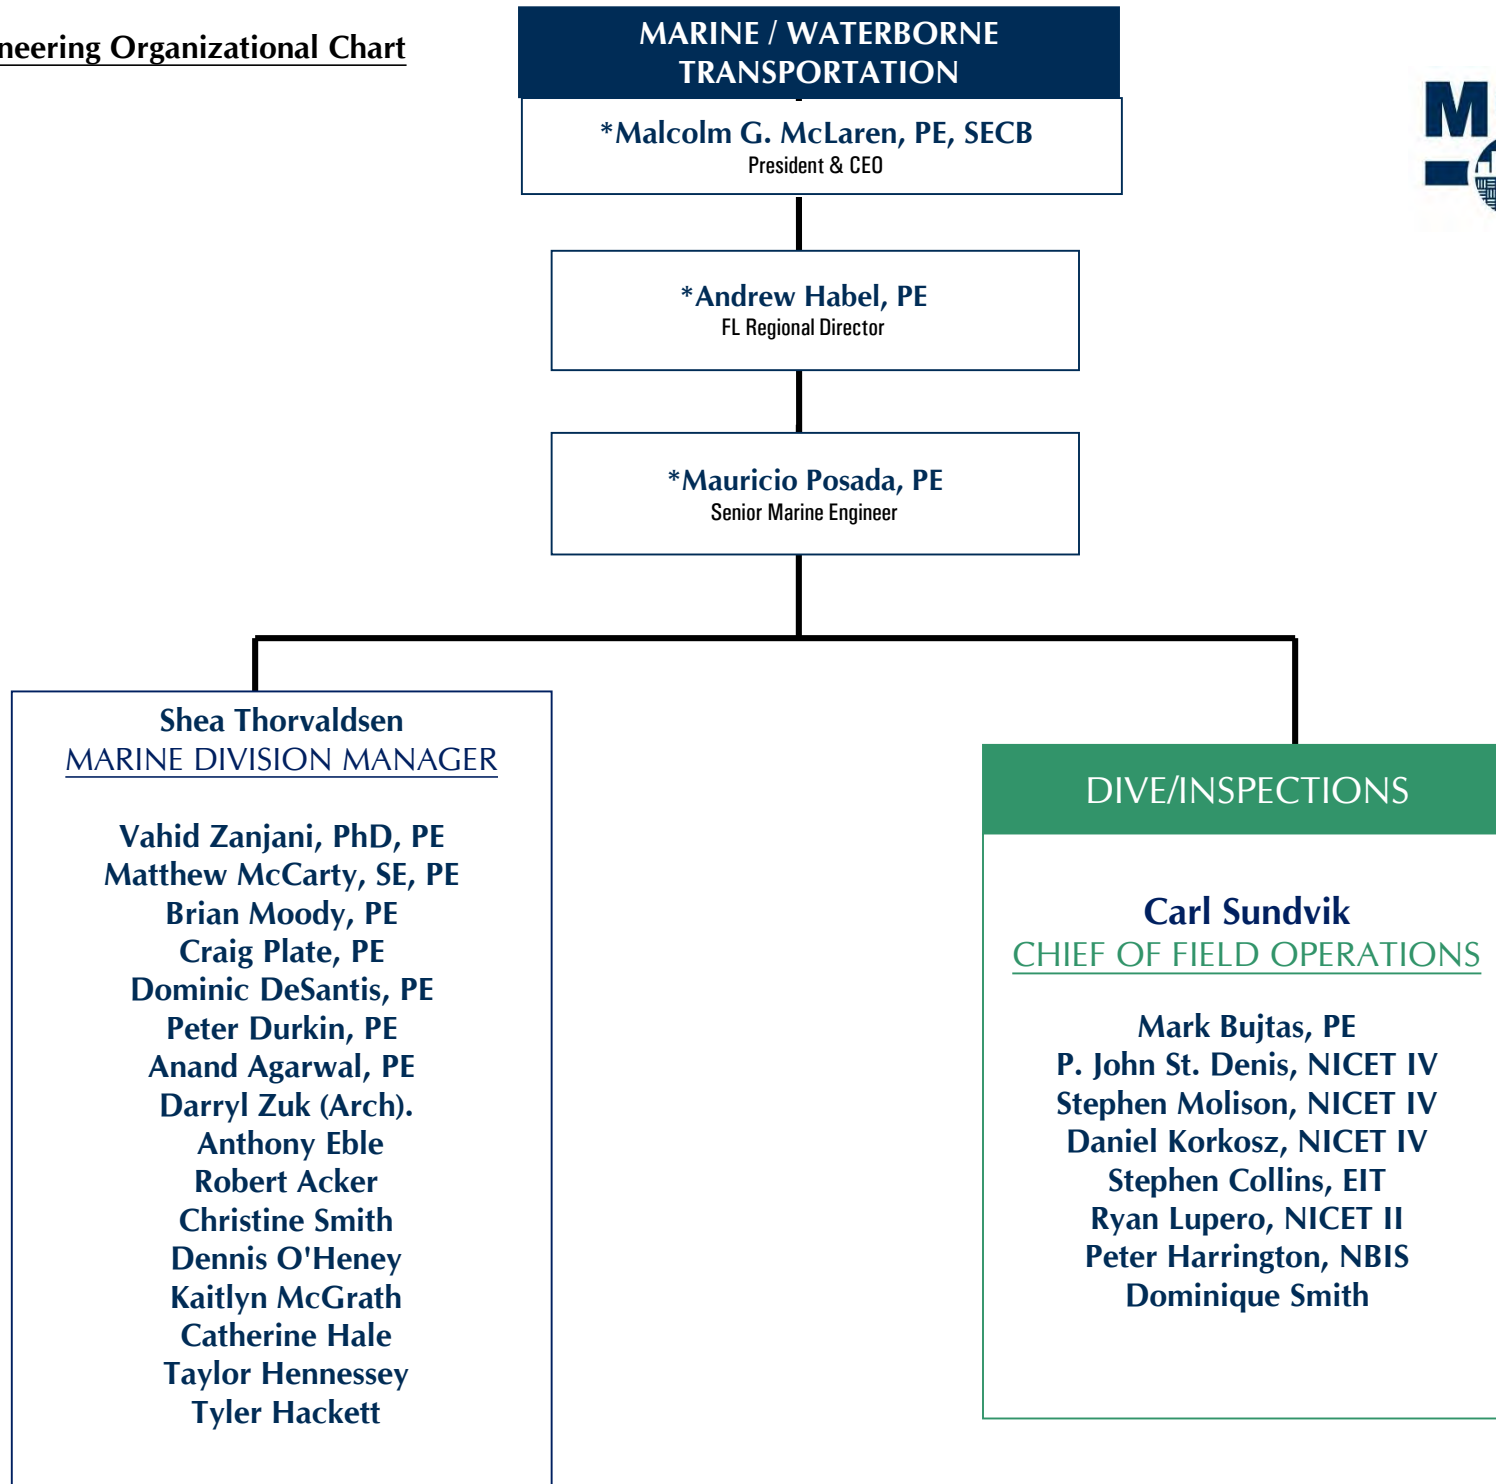 neering Organizational Chart
MARINE / WATERBORNE
TRANSPORTATION
*Malcolm G. McLaren, PE, SECB
President & CEO
M
*Andrew Habel, PE
FL Regional Director
*Mauricio Posada, PE
Senior Marine Engineer
Shea Thorvaldsen
MARINE DIVISION MANAGER
Vahid Zanjani, PhD, PE
Matthew McCarty, SE, PE
Brian Moody, PE
Craig Plate, PE
Dominic DeSantis, PE
Peter Durkin, PE
Anand Agarwal, PE
Darryl Zuk (Arch).
Anthony Eble
Robert Acker
Christine Smith
Dennis O'Heney
Kaitlyn McGrath
Catherine Hale
Taylor Hennessey
Tyler Hackett
DIVE/INSPECTIONS
Carl Sundvik
CHIEF OF FIELD OPERATIONS
Mark Bujtas, PE
P. John St. Denis, NICET IV
Stephen Molison, NICET IV
Daniel Korkosz, NICET IV
Stephen Collins, EIT
Ryan Lupero, NICET II
Peter Harrington, NBIS
Dominique Smith